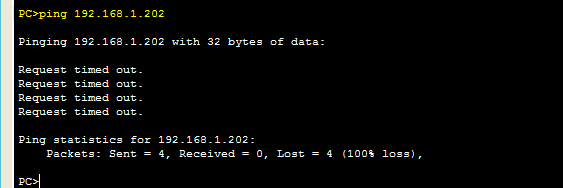 PC>ping 192.168.1.202
Pinging 192.168.1.202 with 32 bytes of data:
Request timed out.
Request timed out.
Request timed out.
Request timed out.
Ping statistics for 192.168.1.202:
    Packets: Sent = 4, Received = 0, Lost = 4 (100% loss),
PC>